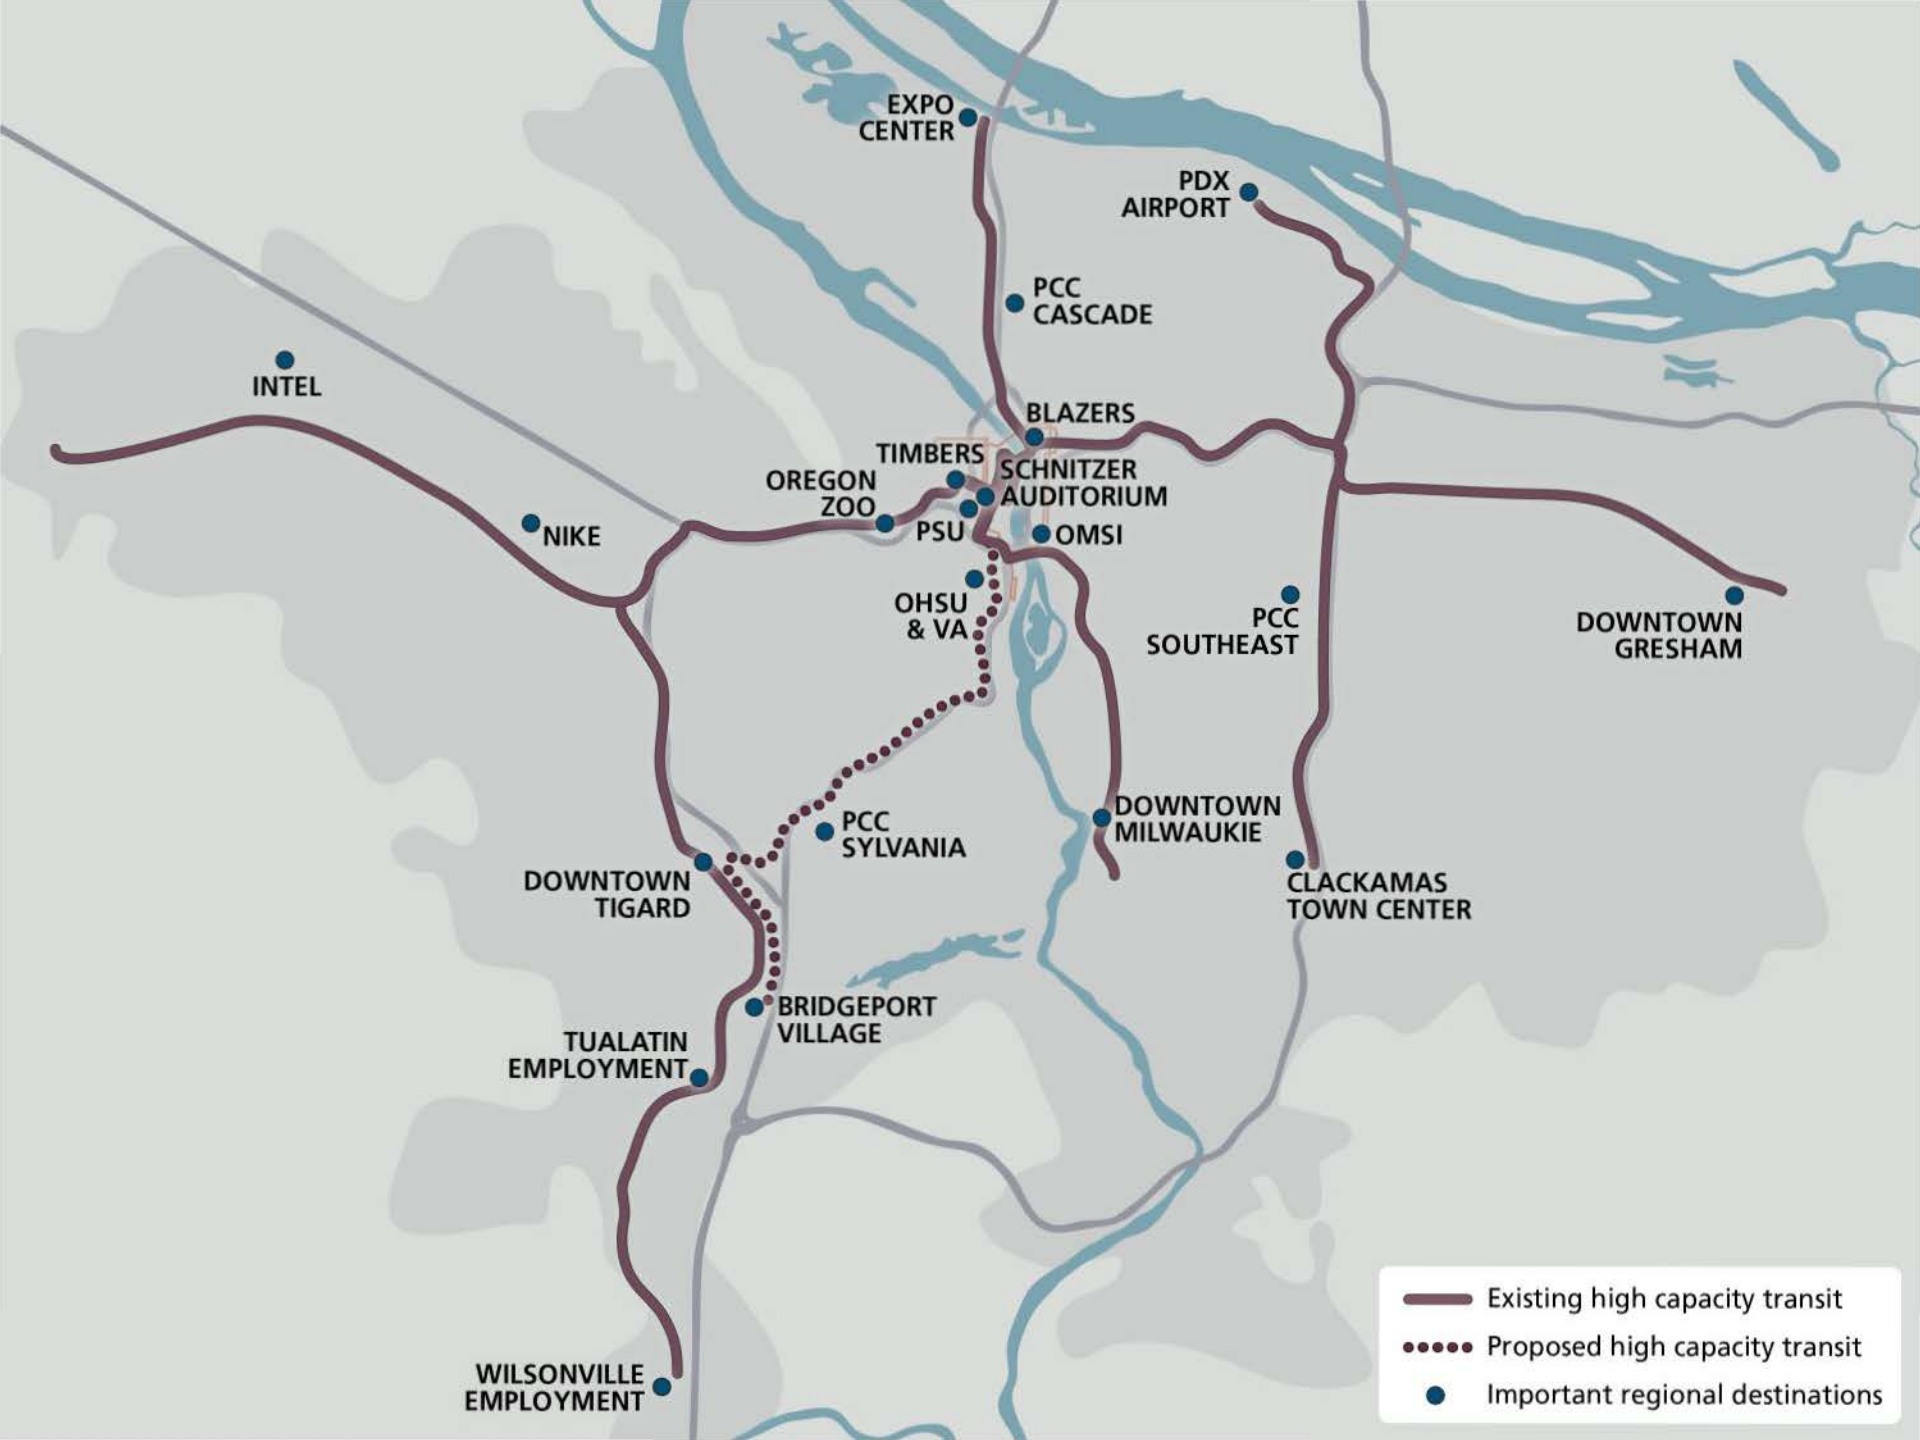 EXPO
CENTER
PDX
AIRPORT
PCC
CASCADE
INTEL
BLAZERS
TIMBERS
SCHNITZER
AUDITORIUM
OREGON
ZOO
PSU
OMSI
NIKE
OHSU
& VA
PCC
SOUTHEAST
DOWNTOWN
GRESHAM
DOWNTOWN
MILWAUKIE
PCC
SYLVANIA
DOWNTOWN
TIGARD
CLACKAMAS
TOWN CENTER
BRIDGEPORT
VILLAGE
TUALATIN
EMPLOYMENT
WILSONVILLE
EMPLOYMENT
Existing high capacity transit
Proposed high capacity transit
Important regional destinations